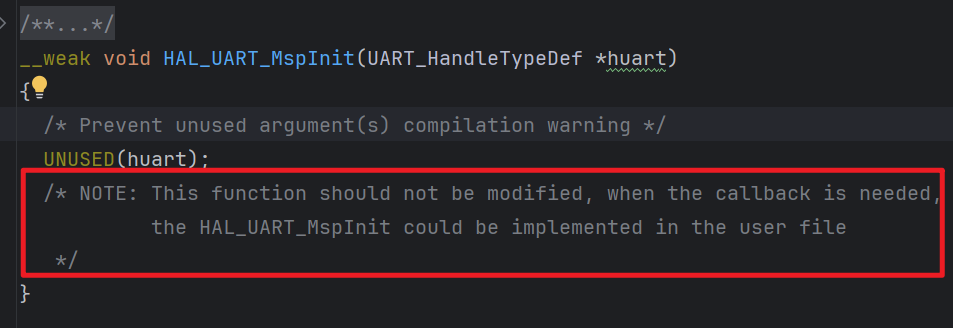 /**...*/
__weak void HAL_UART_MspInit(UART_HandleTypeDef *huart)
{
/* Prevent unused argument(s) compilation warning */
UNUSED(huart);
/* NOTE: This function should not be modified, when the callback is needed,
the HAL_UART_MspInit could be implemented in the user file
*/
}